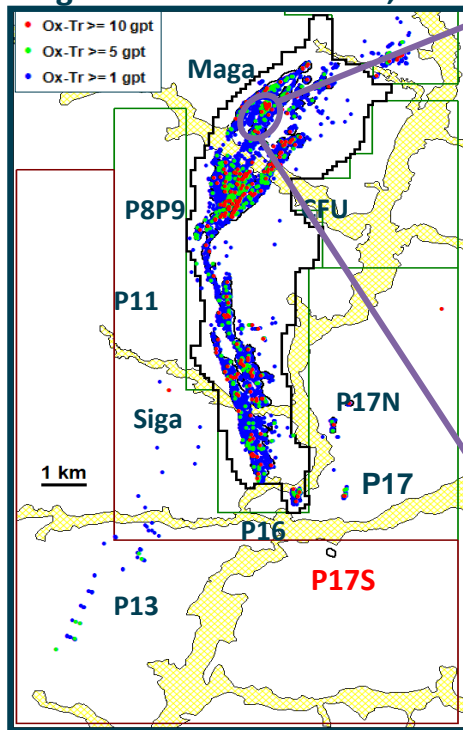 Ox-Tr >= 10 gpt
Ox-Tr >= 5 gpt
Ox-Tr >= 1 gpt
Maga
P8P9
P11
Siga
P17N
1 km
P17
P16
P17S
P13